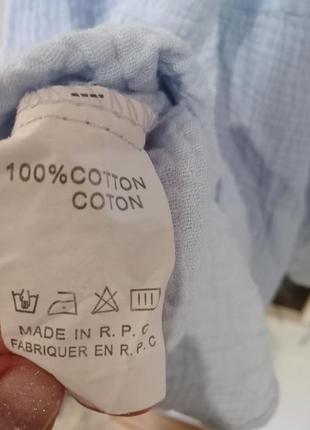 100% COTTON
COTON
MADE IN R. P. C
FABRIQUER EN R. P. C